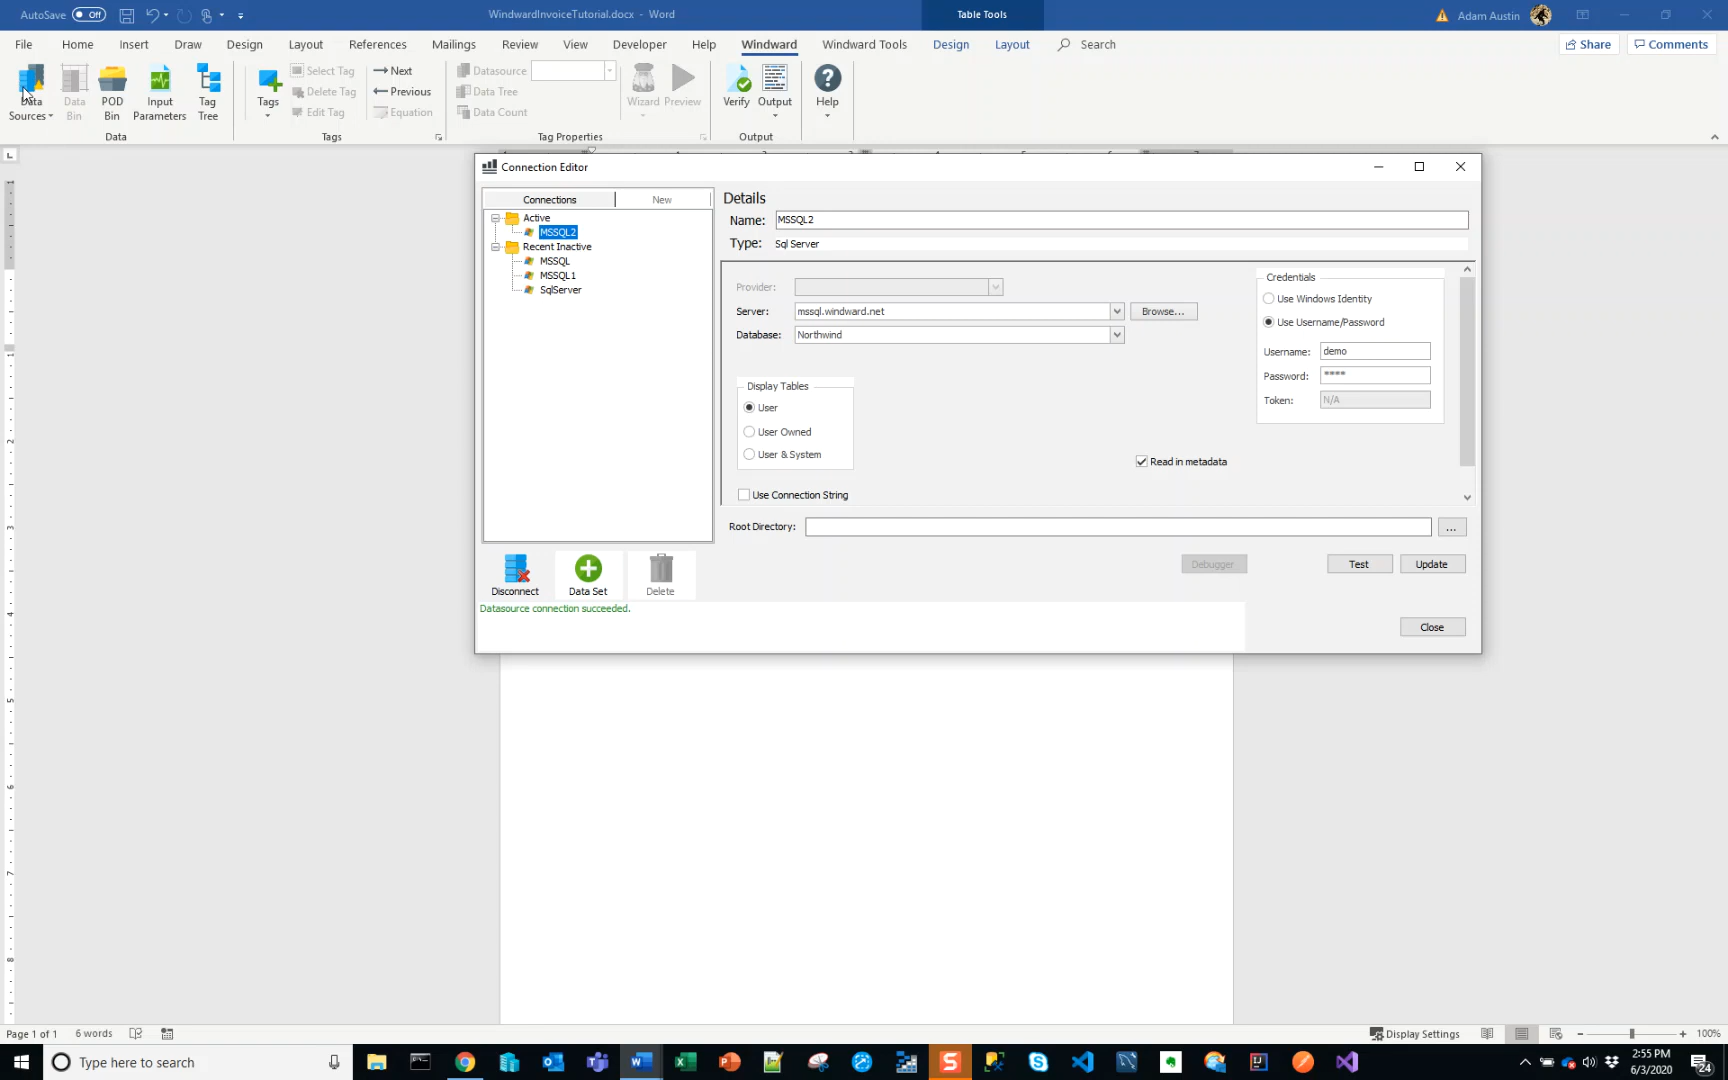 AutoSave Off
WindwardInvoiceTutorial.docx - Word
Table Tools
Adam Austin
File Home Insert Draw Design Layout References Mailings Review View Developer Help Windward Windward Tools Design Layout Search
Share Comments
Data Sources
Data Bin
POD Bin
Input Parameters
Tag Tree
Data
Tags
Select Tag
Delete Tag
Edit Tag
Next
Previous
Equation
Tags
Datasource
Data Tree
Data Count
Wizard
Preview
Tag Properties
Verify
Output
Output
Help
Connection Editor
Connections New
Active
MSSQL2
Recent Inactive
MSSQL
MSSQL1
SqlServer
Details
Name: MSSQL2
Type: Sql Server
Provider:
Server: mssql.windward.net Browse...
Database: Northwind
Credentials
Use Windows Identity
Use Username/Password
Username: demo
Password: ****
Token: N/A
Display Tables
User
User Owned
User & System
Read in metadata
Use Connection String
Root Directory: ...
Disconnect
Data Set
Delete
Debugger Test Update
Datasource connection succeeded.
Close
Page 1 of 1 6 words
Display Settings
100%
Type here to search
2:55 PM
6/3/2020
24